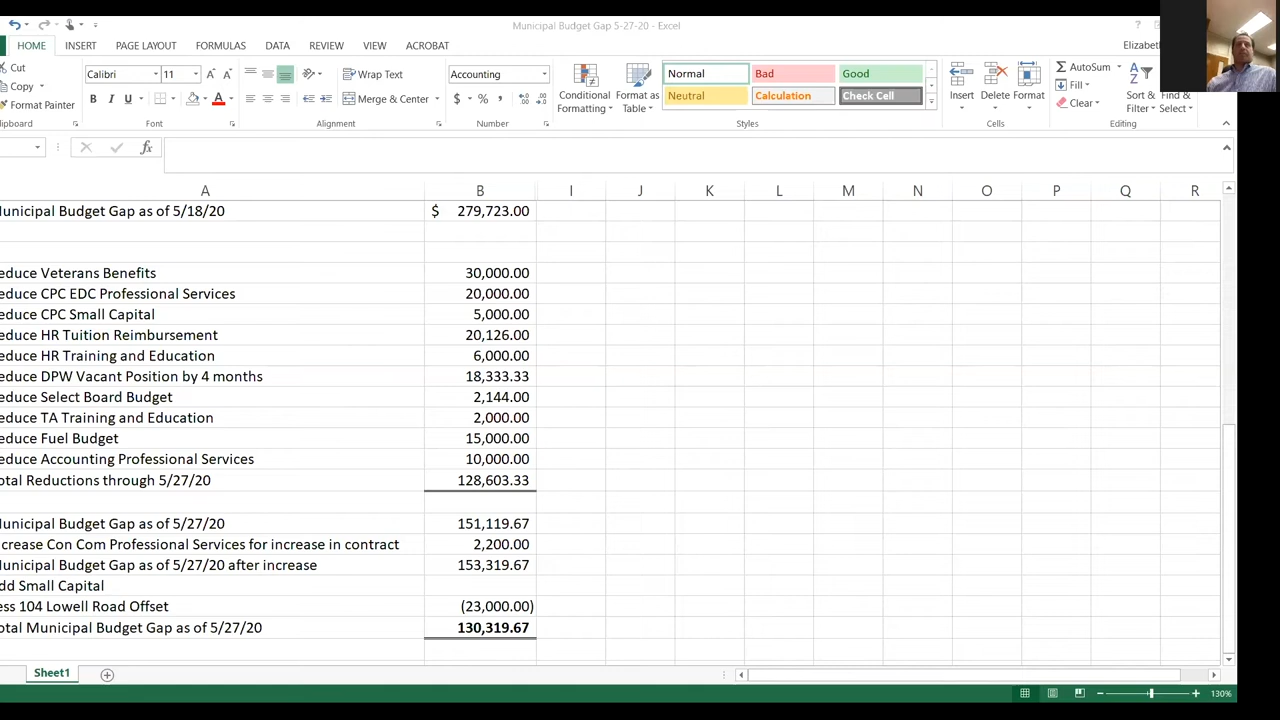 Municipal Budget Gap 5-27-20 - Excel
?
HOME INSERT PAGE LAYOUT FORMULAS DATA REVIEW VIEW ACROBAT Elizabeth
Cut
Copy
Format Painter
Calibri 11
B I U
Wrap Text
Merge & Center
Accounting
$ % ,
Conditional Formatting
Format as Table
Normal Bad Good
Neutral Calculation Check Cell
Insert Delete Format
AutoSum
Fill
Clear
Sort & Filter
Find & Select
lipboard Font Alignment Number Styles Cells Editing
fx
A B I J K L M N O P Q R
unicipal Budget Gap as of 5/18/20 $ 279,723.00
educe Veterans Benefits 30,000.00
educe CPC EDC Professional Services 20,000.00
educe CPC Small Capital 5,000.00
educe HR Tuition Reimbursement 20,126.00
educe HR Training and Education 6,000.00
educe DPW Vacant Position by 4 months 18,333.33
educe Select Board Budget 2,144.00
educe TA Training and Education 2,000.00
educe Fuel Budget 15,000.00
educe Accounting Professional Services 10,000.00
otal Reductions through 5/27/20 128,603.33
unicipal Budget Gap as of 5/27/20 151,119.67
crease Con Com Professional Services for increase in contract 2,200.00
unicipal Budget Gap as of 5/27/20 after increase 153,319.67
dd Small Capital
ess 104 Lowell Road Offset (23,000.00)
otal Municipal Budget Gap as of 5/27/20 130,319.67
Sheet1
130%